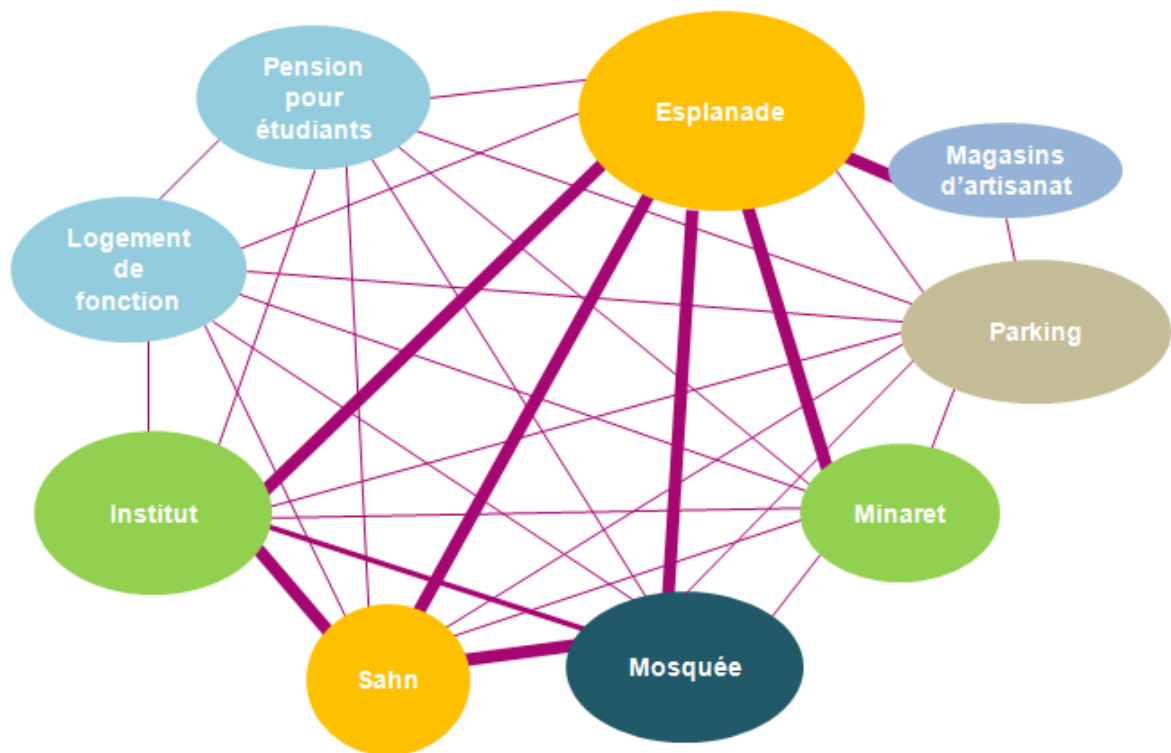 Pension
pour
étudiants
Esplanade
Magasins
d'artisanat
Logement
de
fonction
Parking
Institut
Minaret
Sahn
Mosquée